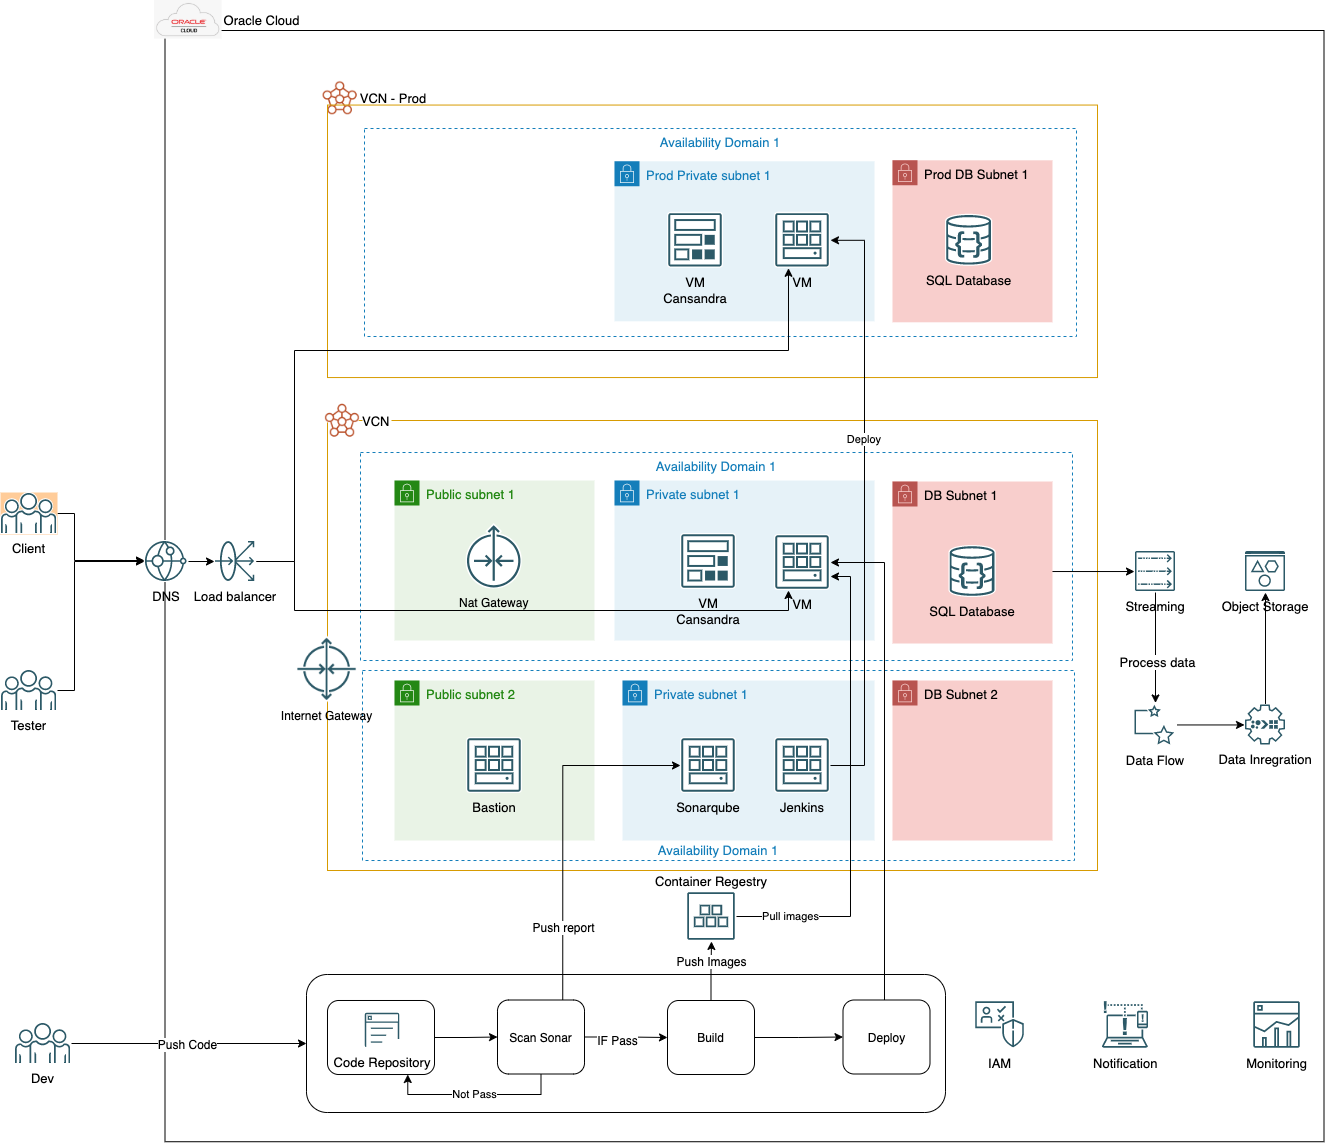 ORACLE
CLOUD
Oracle Cloud
VCN - Prod
Availability Domain 1
Prod Private subnet 1
Prod DB Subnet 1
VM
Cansandra
VM
SQL Database
VCN
Deploy
Availability Domain 1
Public subnet 1
Private subnet 1
DB Subnet 1
Client
DNS
Load balancer
Nat Gateway
VM
Cansandra
VM
SQL Database
Streaming
Object Storage
Process data
Internet Gateway
Tester
Public subnet 2
Private subnet 1
DB Subnet 2
Data Flow
Data Inregration
Bastion
Sonarqube
Jenkins
Availability Domain 1
Container Regestry
Pull images
Push report
Push Images
Dev
Push Code
Code Repository
Scan Sonar
IF Pass
Build
Deploy
Not Pass
IAM
Notification
Monitoring